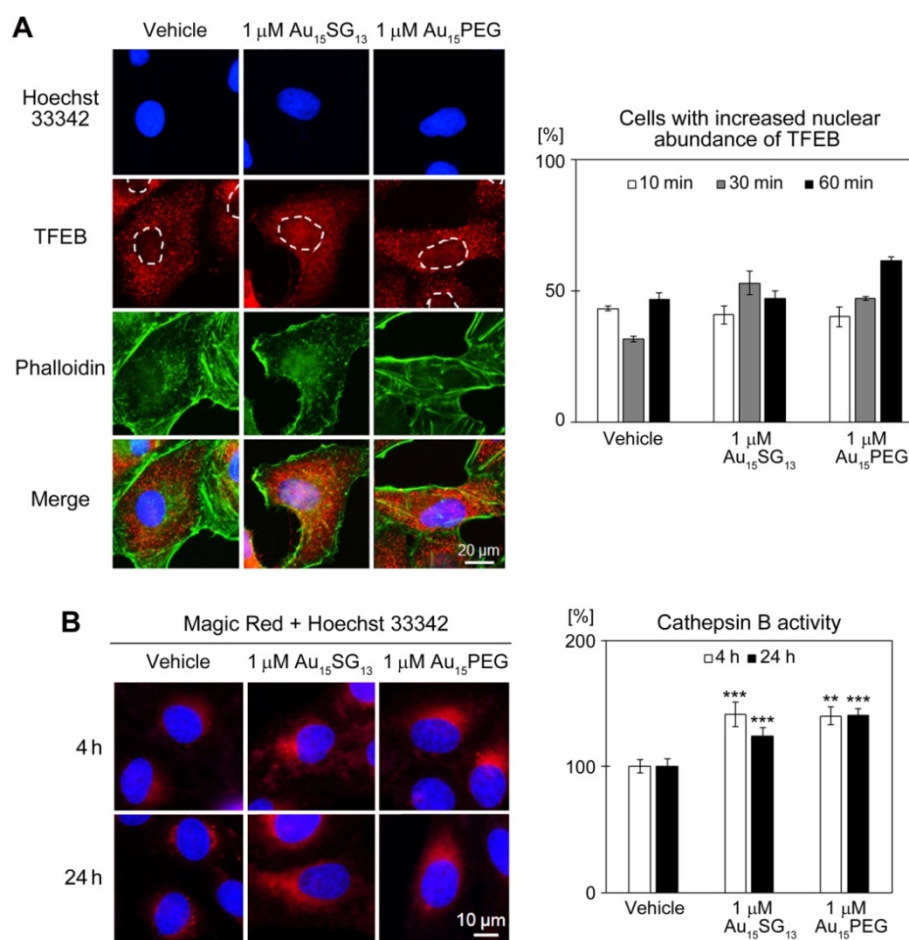 A
Vehicle
1 µM Au₁₅SG₁₃
1 µM Au₁₅PEG
Hoechst
33342
TFEB
Phalloidin
Merge
20 µm
[%]
Cells with increased nuclear
abundance of TFEB
100
10 min
30 min
60 min
50
0
Vehicle
1 µM
Au₁₅SG₁₃
1 µM
Au₁₅PEG
B
Magic Red + Hoechst 33342
Vehicle
1 µM Au₁₅SG₁₃
1 µM Au₁₅PEG
4 h
24 h
10 µm
[%]
Cathepsin B activity
200
4 h
24 h
***
***
**
***
100
0
Vehicle
1 µM
Au₁₅SG₁₃
1 µM
Au₁₅PEG